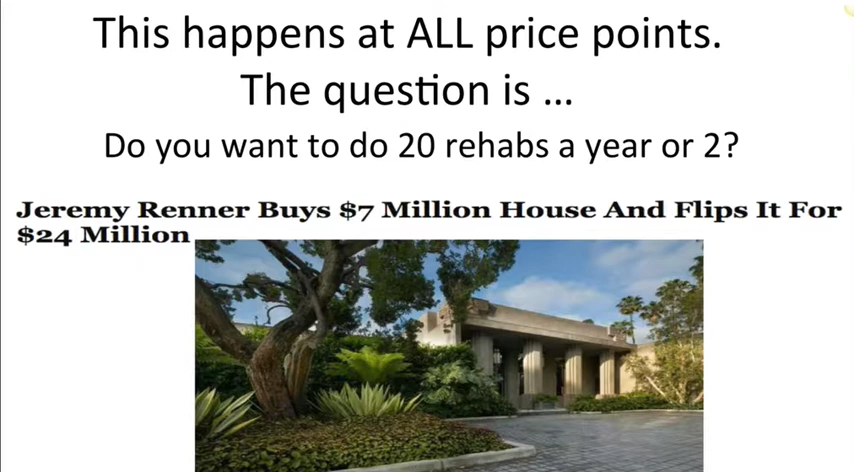 This happens at ALL price points.
The question is ...
Do you want to do 20 rehabs a year or 2?
Jeremy Renner Buys $7 Million House And Flips It For
$24 Million